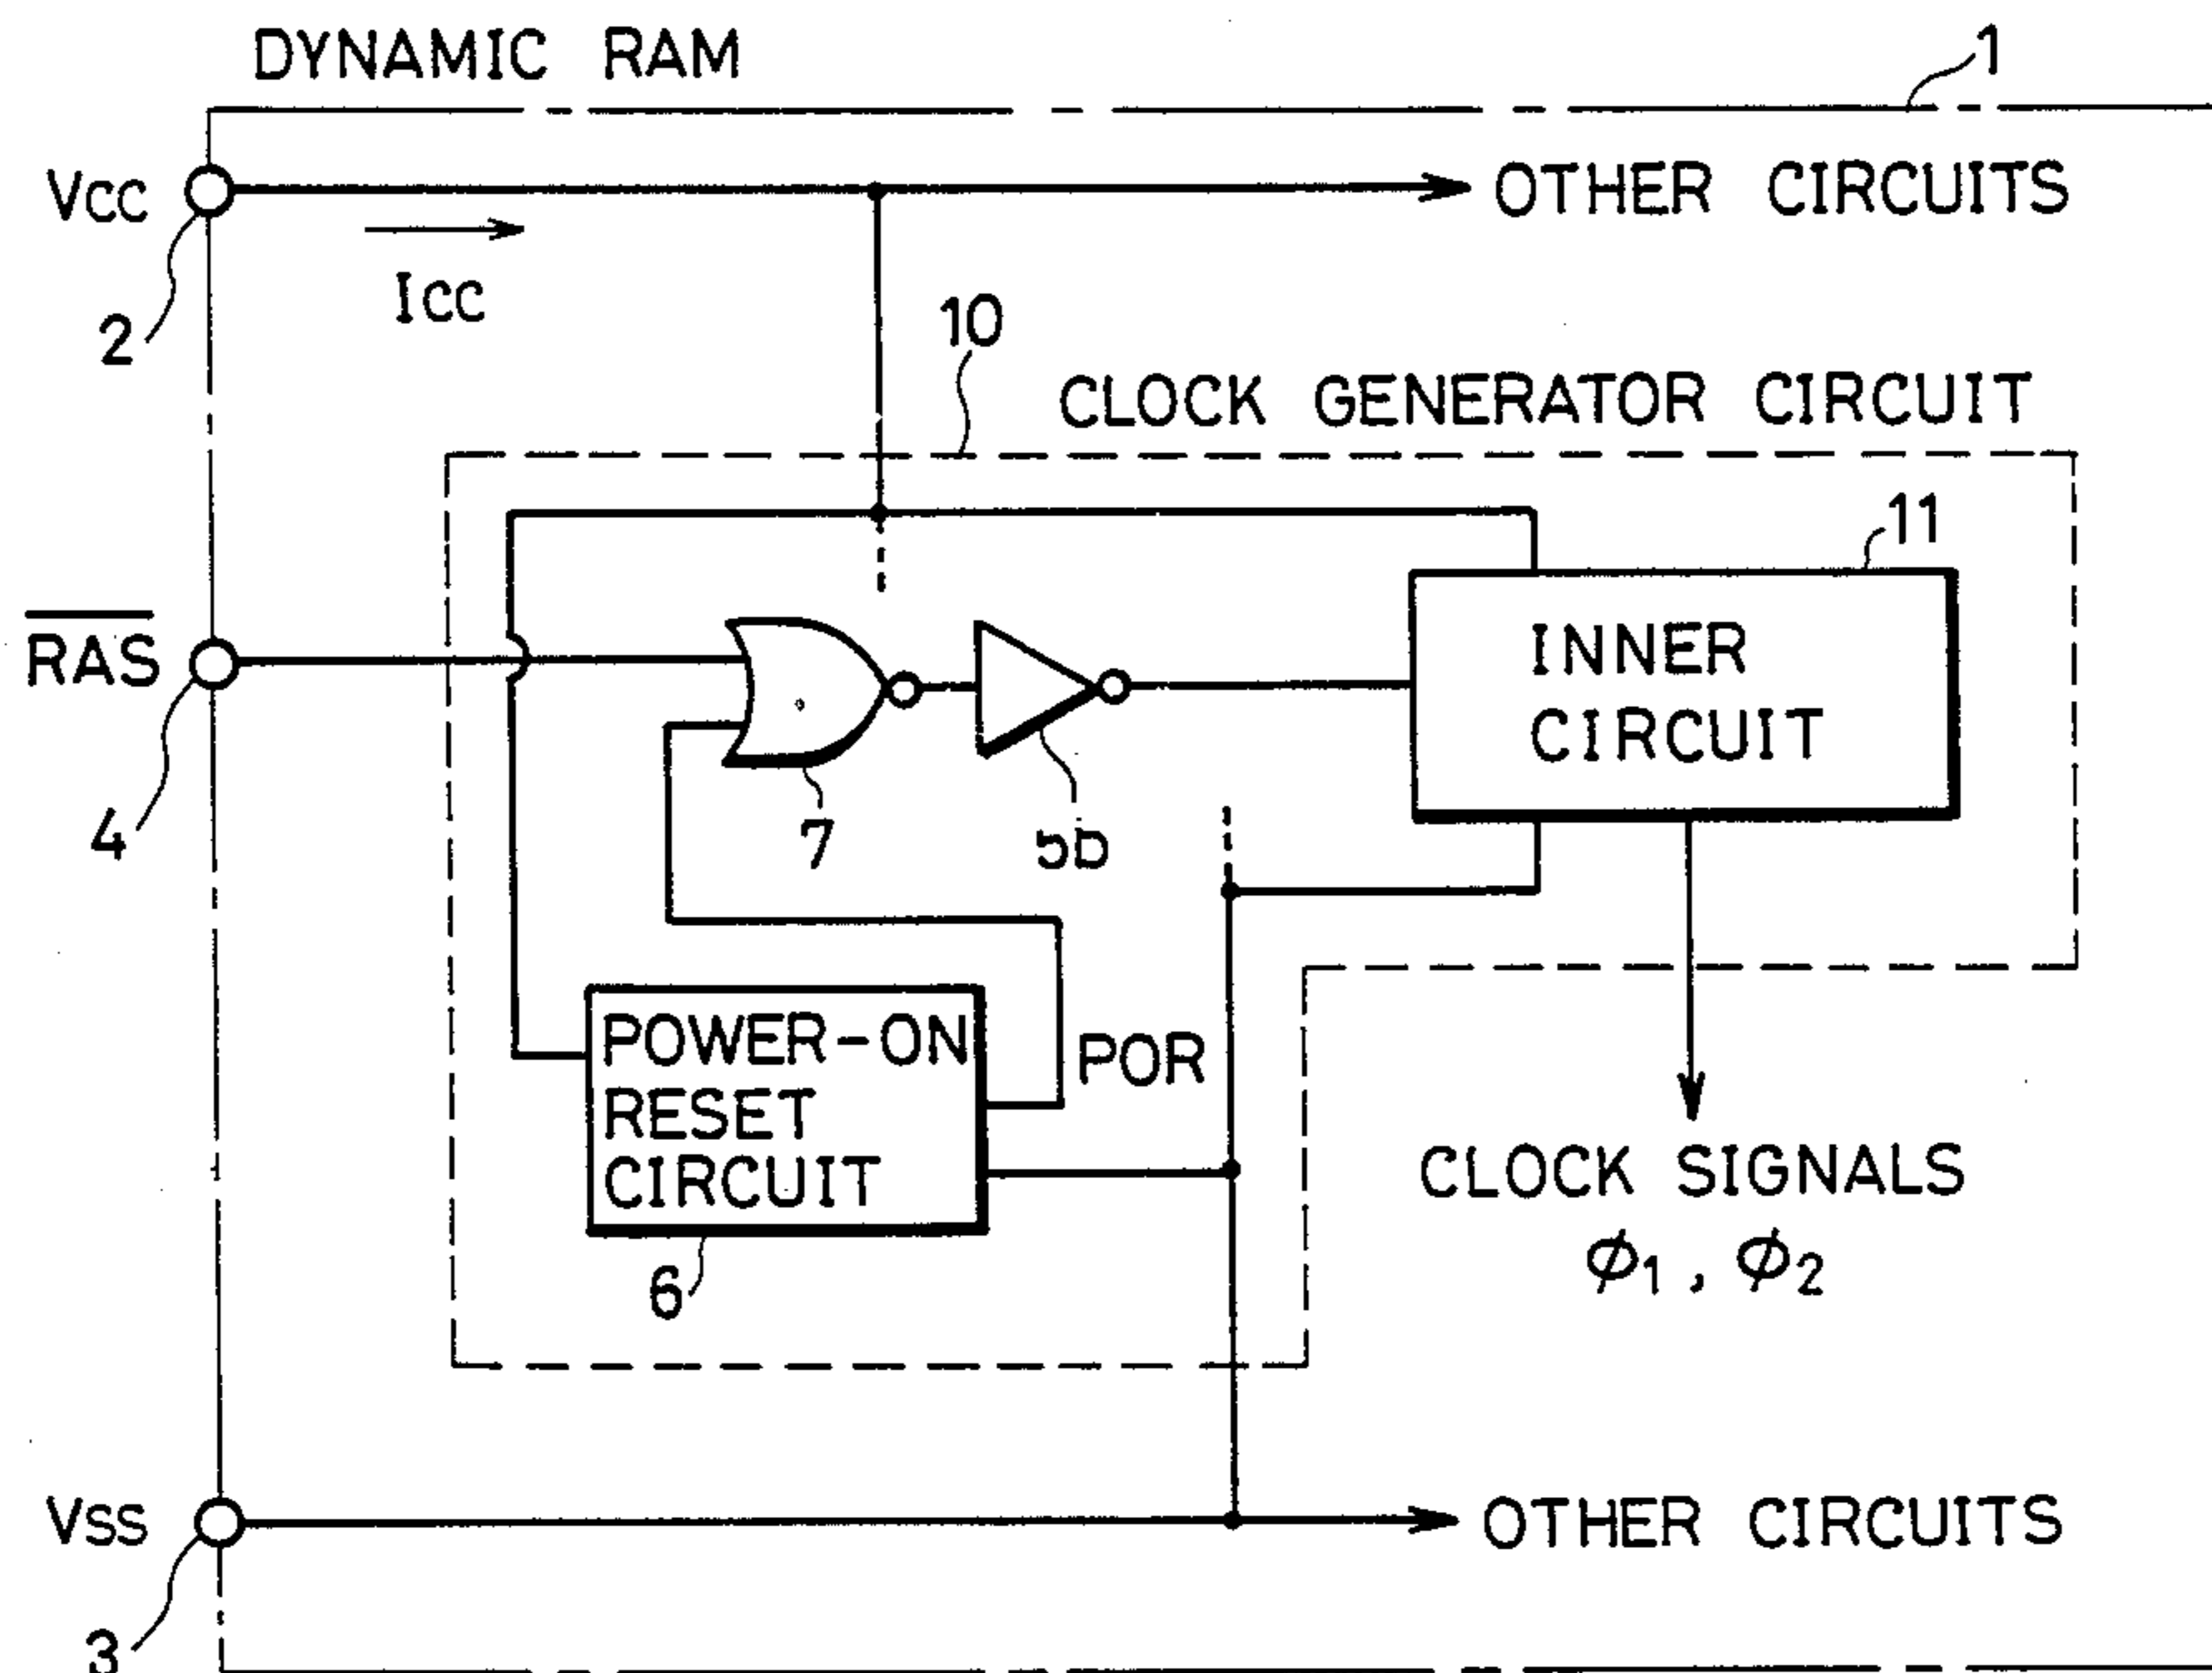 DYNAMIC RAM
1
VCC
OTHER CIRCUITS
ICC
2
10
CLOCK GENERATOR CIRCUIT
11
RAS
INNER
CIRCUIT
4
7
5b
POWER-ON
RESET
CIRCUIT
POR
CLOCK SIGNALS
ϕ1, ϕ2
6
VSS
OTHER CIRCUITS
3